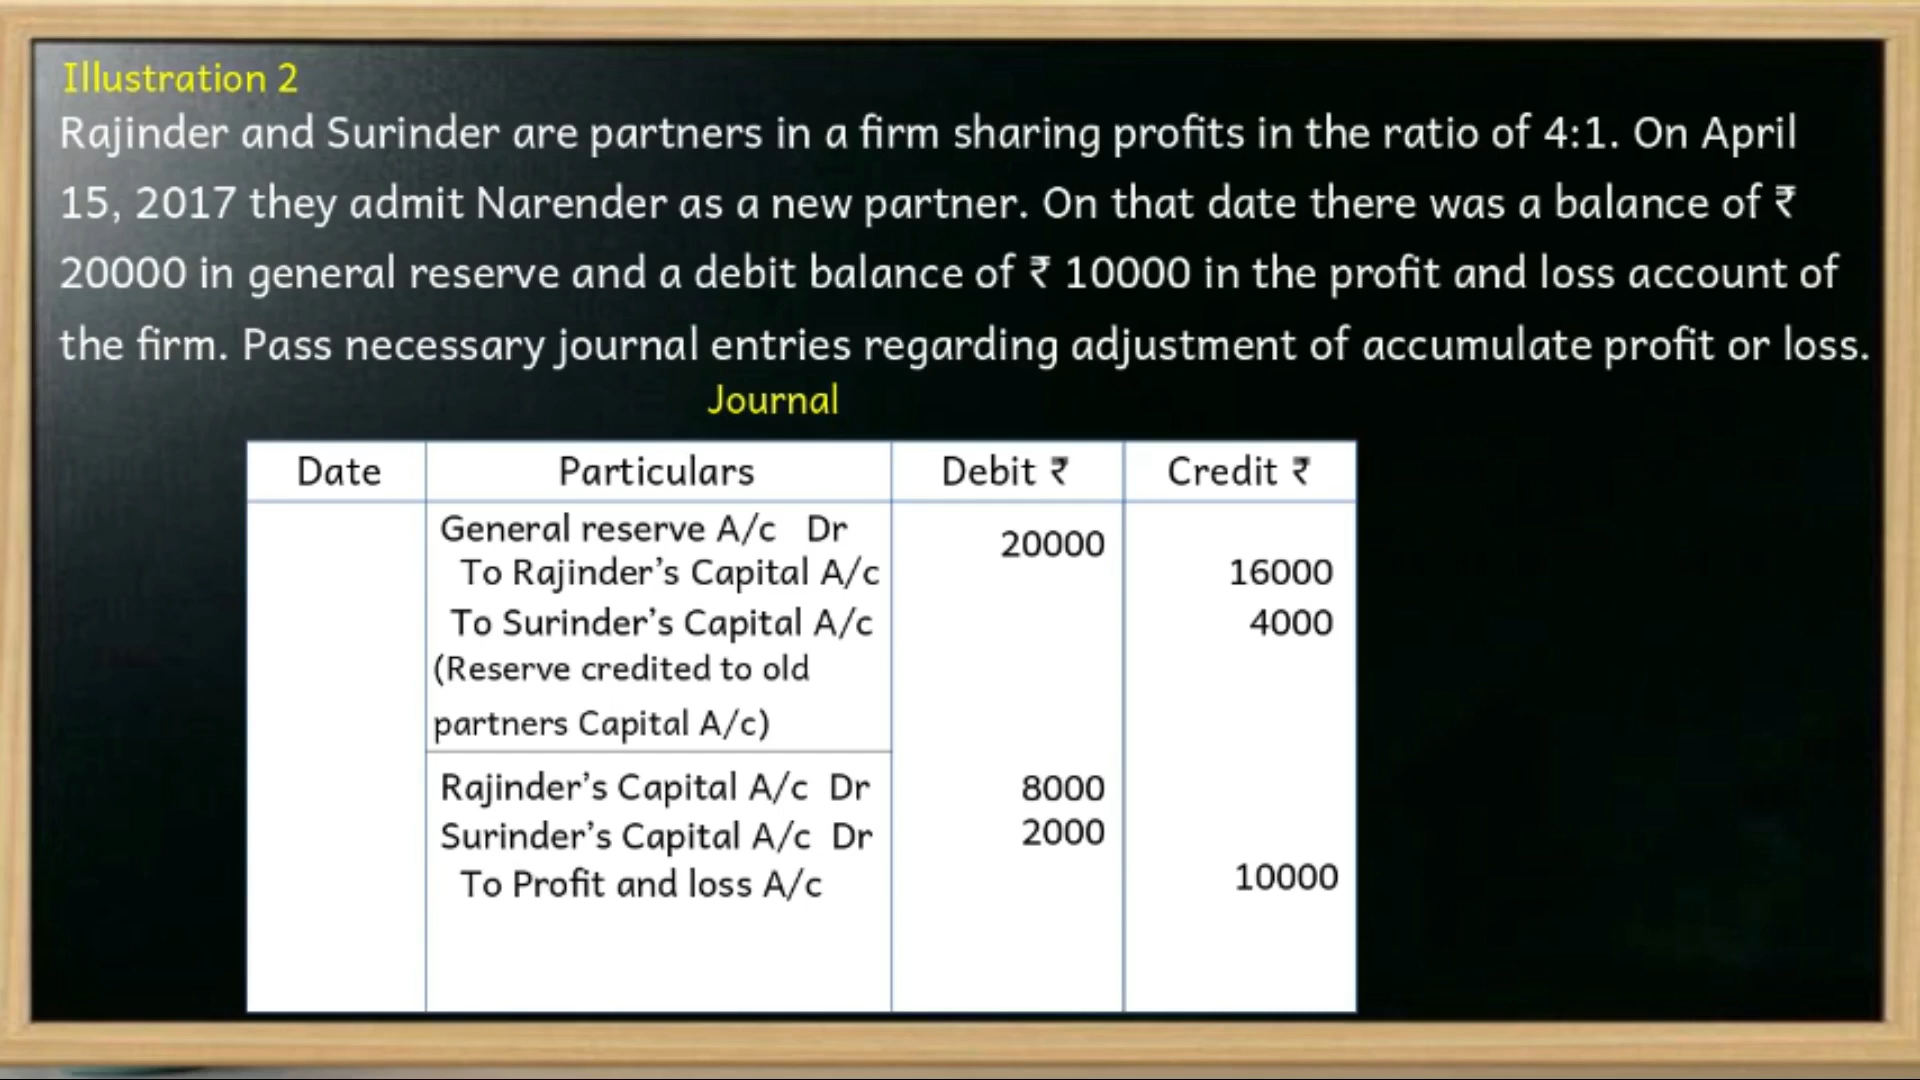 Illustration 2
Rajinder and Surinder are partners in a firm sharing profits in the ratio of 4:1. On April
15, 2017 they admit Narender as a new partner. On that date there was a balance of ₹
20000 in general reserve and a debit balance of ₹ 10000 in the profit and loss account of
the firm. Pass necessary journal entries regarding adjustment of accumulate profit or loss.
Journal
Date Particulars Debit ₹ Credit ₹
General reserve A/c Dr 20000
To Rajinder’s Capital A/c 16000
To Surinder’s Capital A/c 4000
(Reserve credited to old
partners Capital A/c)
Rajinder’s Capital A/c Dr 8000
Surinder’s Capital A/c Dr 2000
To Profit and loss A/c 10000